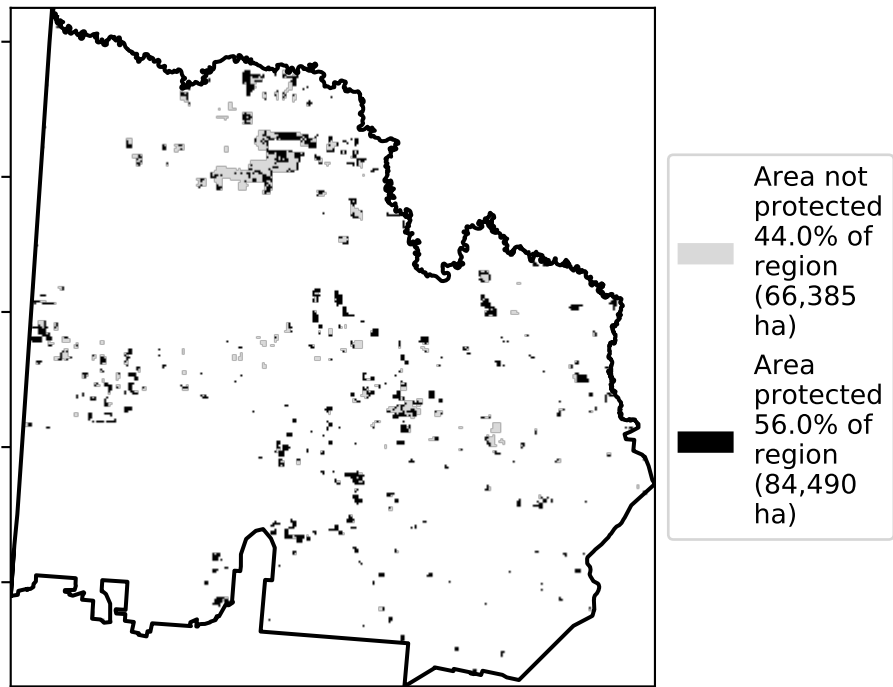 Area not
protected
44.0% of
region
(66,385
ha)
Area
protected
56.0% of
region
(84,490
ha)